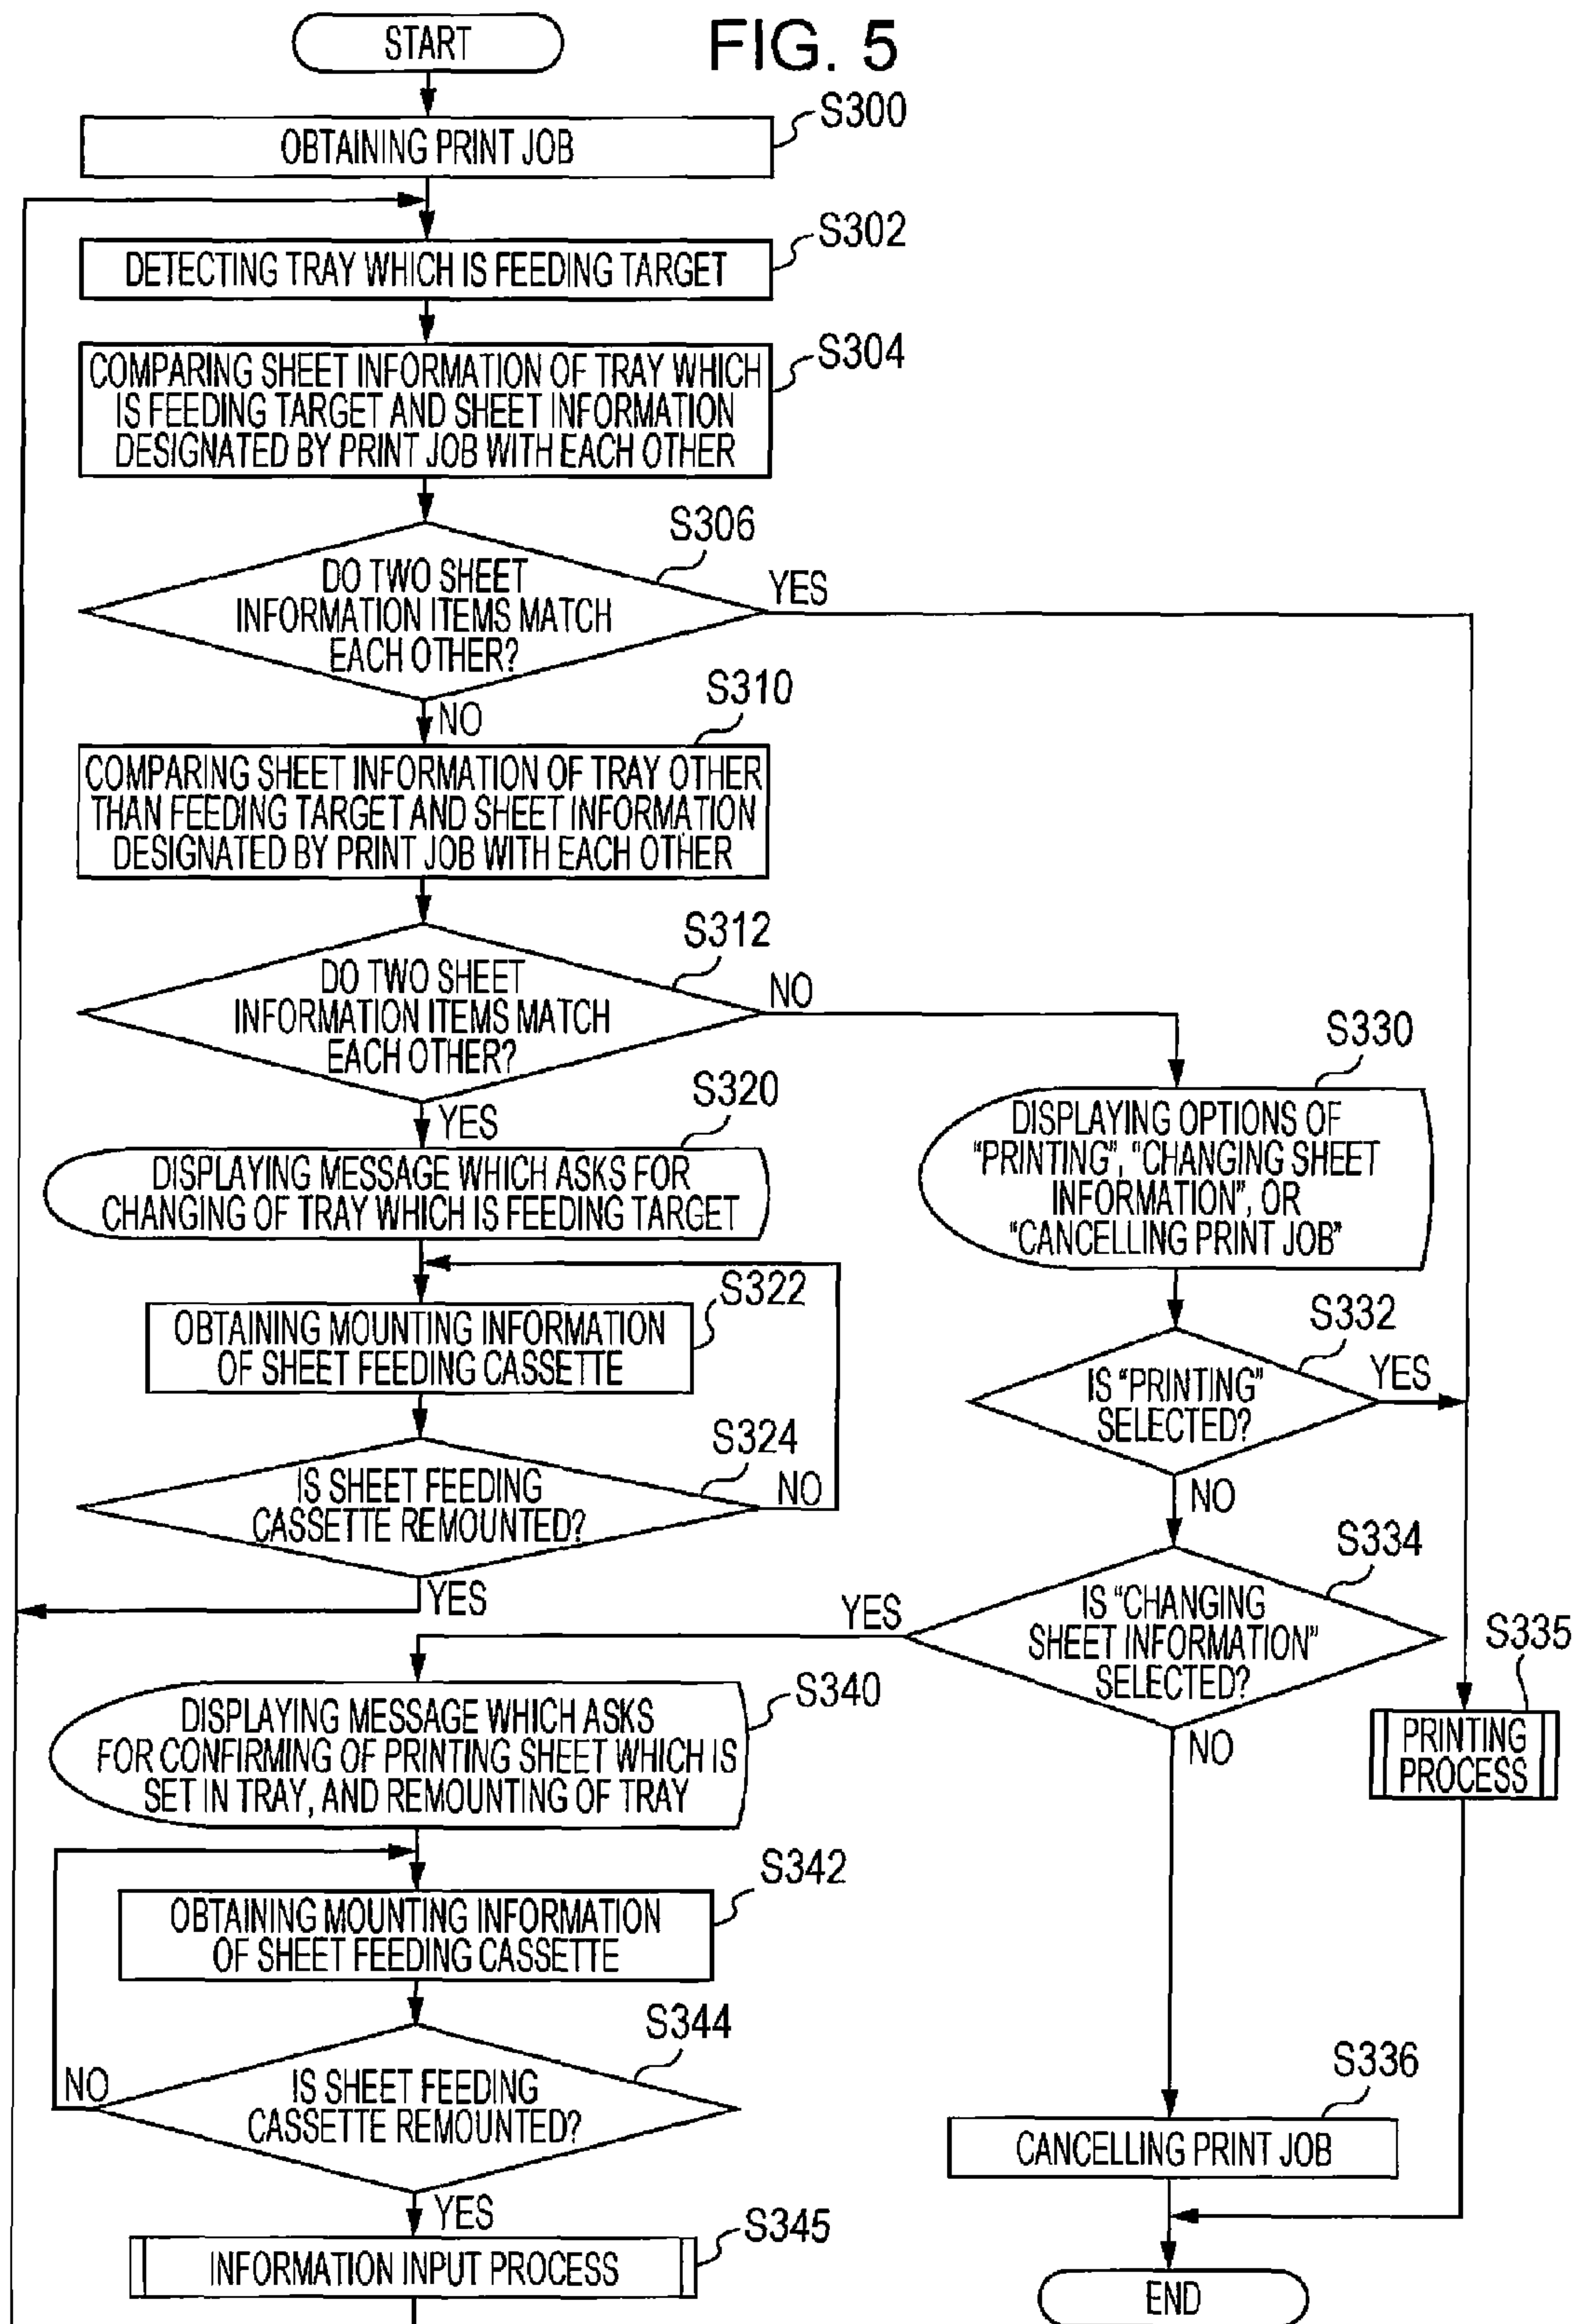 FIG. 5
START
S300
OBTAINING PRINT JOB
S302
DETECTING TRAY WHICH IS FEEDING TARGET
S304
COMPARING SHEET INFORMATION OF TRAY WHICH
IS FEEDING TARGET AND SHEET INFORMATION
DESIGNATED BY PRINT JOB WITH EACH OTHER
S306
DO TWO SHEET
INFORMATION ITEMS MATCH
EACH OTHER?
YES
NO
S310
COMPARING SHEET INFORMATION OF TRAY OTHER
THAN FEEDING TARGET AND SHEET INFORMATION
DESIGNATED BY PRINT JOB WITH EACH OTHER
S312
DO TWO SHEET
INFORMATION ITEMS MATCH
EACH OTHER?
NO
YES
S320
DISPLAYING MESSAGE WHICH ASKS FOR
CHANGING OF TRAY WHICH IS FEEDING TARGET
S322
OBTAINING MOUNTING INFORMATION
OF SHEET FEEDING CASSETTE
S324
IS SHEET FEEDING
CASSETTE REMOUNTED?
NO
YES
S330
DISPLAYING OPTIONS OF
"PRINTING", "CHANGING SHEET
INFORMATION", OR
"CANCELLING PRINT JOB"
S332
IS "PRINTING"
SELECTED?
YES
NO
S334
IS "CHANGING
SHEET INFORMATION"
SELECTED?
YES
NO
S335
PRINTING
PROCESS
S340
DISPLAYING MESSAGE WHICH ASKS
FOR CONFIRMING OF PRINTING SHEET WHICH IS
SET IN TRAY, AND REMOUNTING OF TRAY
S342
OBTAINING MOUNTING INFORMATION
OF SHEET FEEDING CASSETTE
S344
IS SHEET FEEDING
CASSETTE REMOUNTED?
NO
YES
S345
INFORMATION INPUT PROCESS
S336
CANCELLING PRINT JOB
END